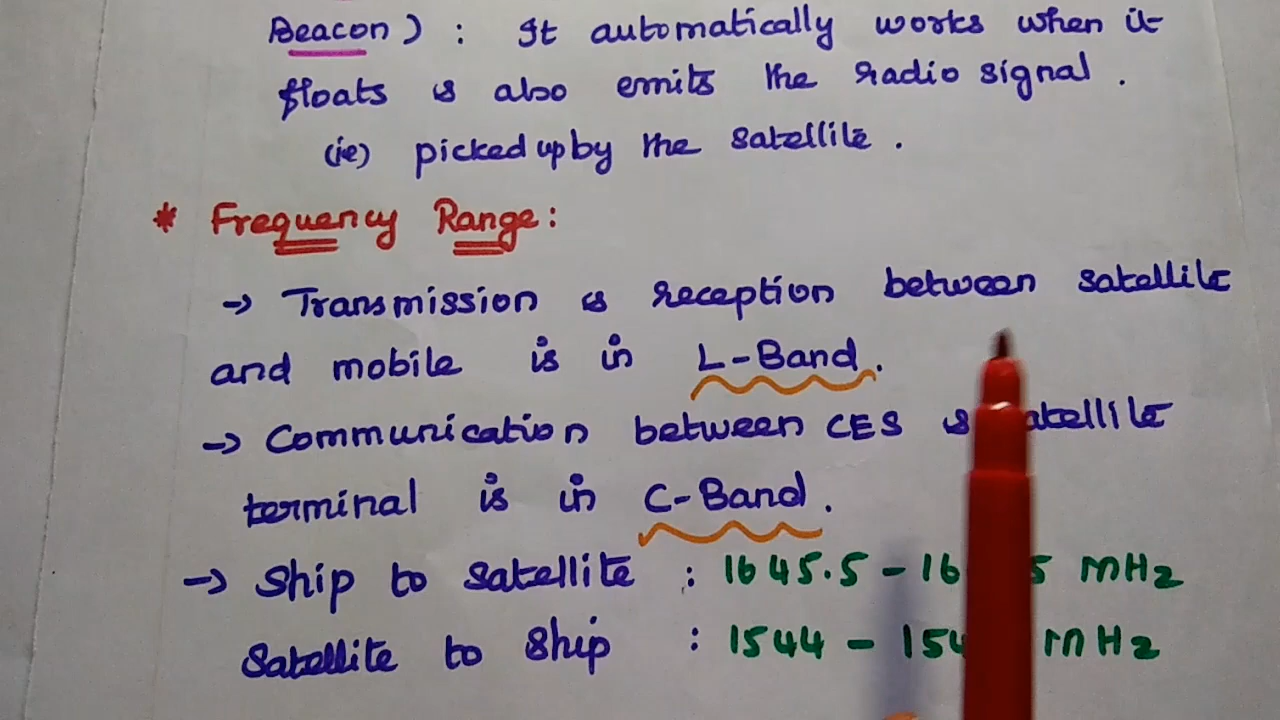 Beacon) : It automatically works when it
floats & also emits the radio signal.
(ie) picked up by the satellite.
* Frequency Range:
→ Transmission & reception between satellite
and mobile is in L-Band.
→ Communication between CES &
terminal is in C-Band.
→ Ship to satellite : 1645.5 - MHz
Satellite to ship : 1544 - MHz